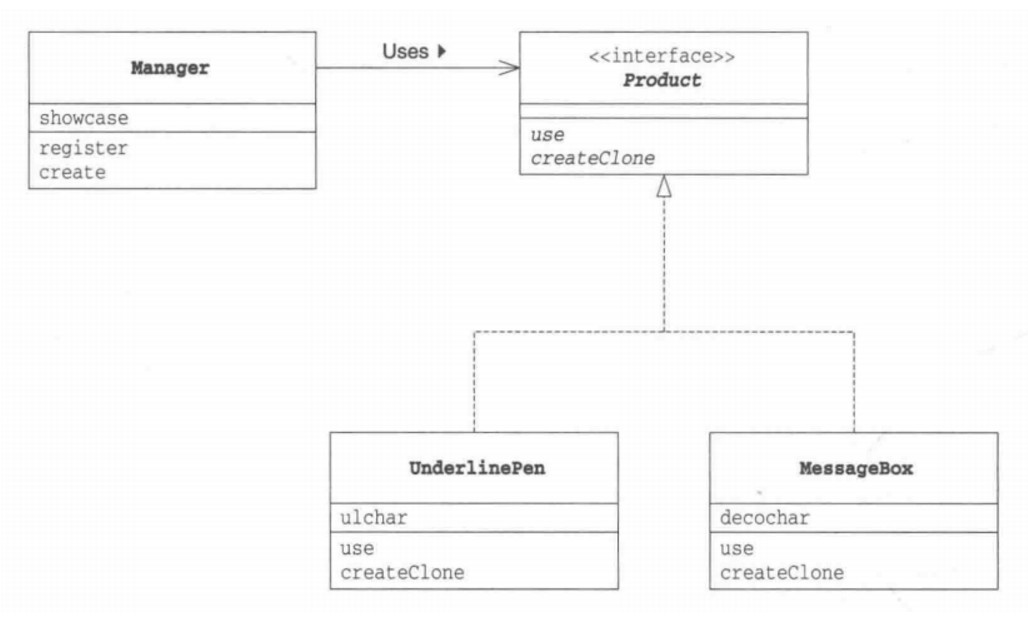 Manager
showcase
register
create
Uses ▶
<<interface>>
Product
use
createClone
UnderlinePen
ulchar
use
createClone
MessageBox
decochar
use
createClone